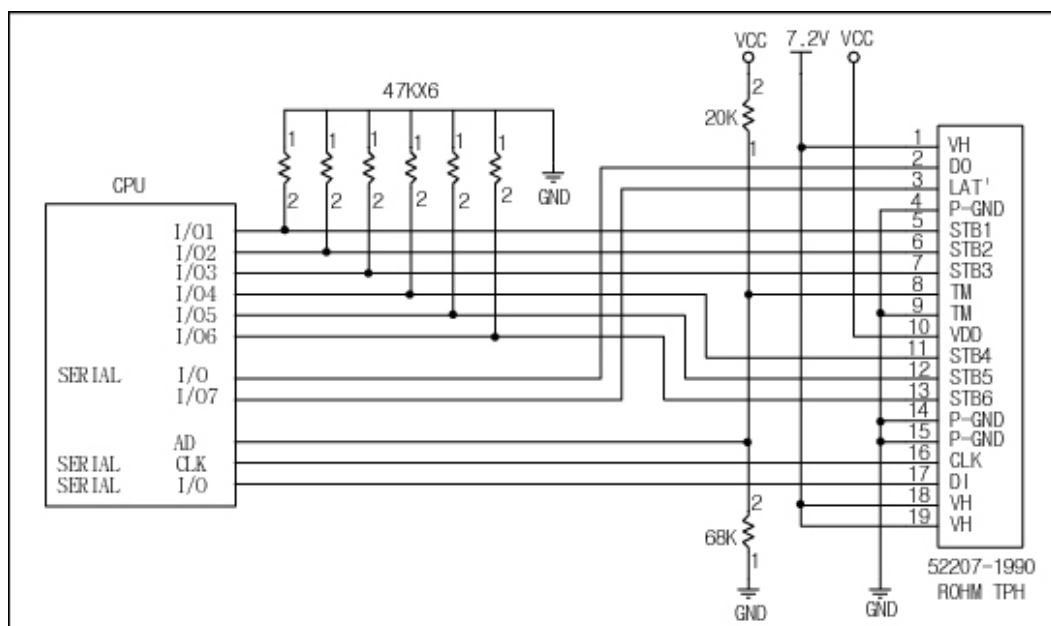 VCC 7.2V VCC
47KX6
2
20K
1
1 1 1 1 1 1
2 2 2 2 2 2
GND
CPU
I/O1
I/O2
I/O3
I/O4
I/O5
I/O6
SERIAL I/O
I/O7
AD
SERIAL CLK
SERIAL I/O
2
68K
1
GND
GND
1 VH
2 DO
3 LAT'
4 P-GND
5 STB1
6 STB2
7 STB3
8 TM
9 TM
10 VDD
11 STB4
12 STB5
13 STB6
14 P-GND
15 P-GND
16 CLK
17 DI
18 VH
19 VH
52207-1990
ROHM TPH